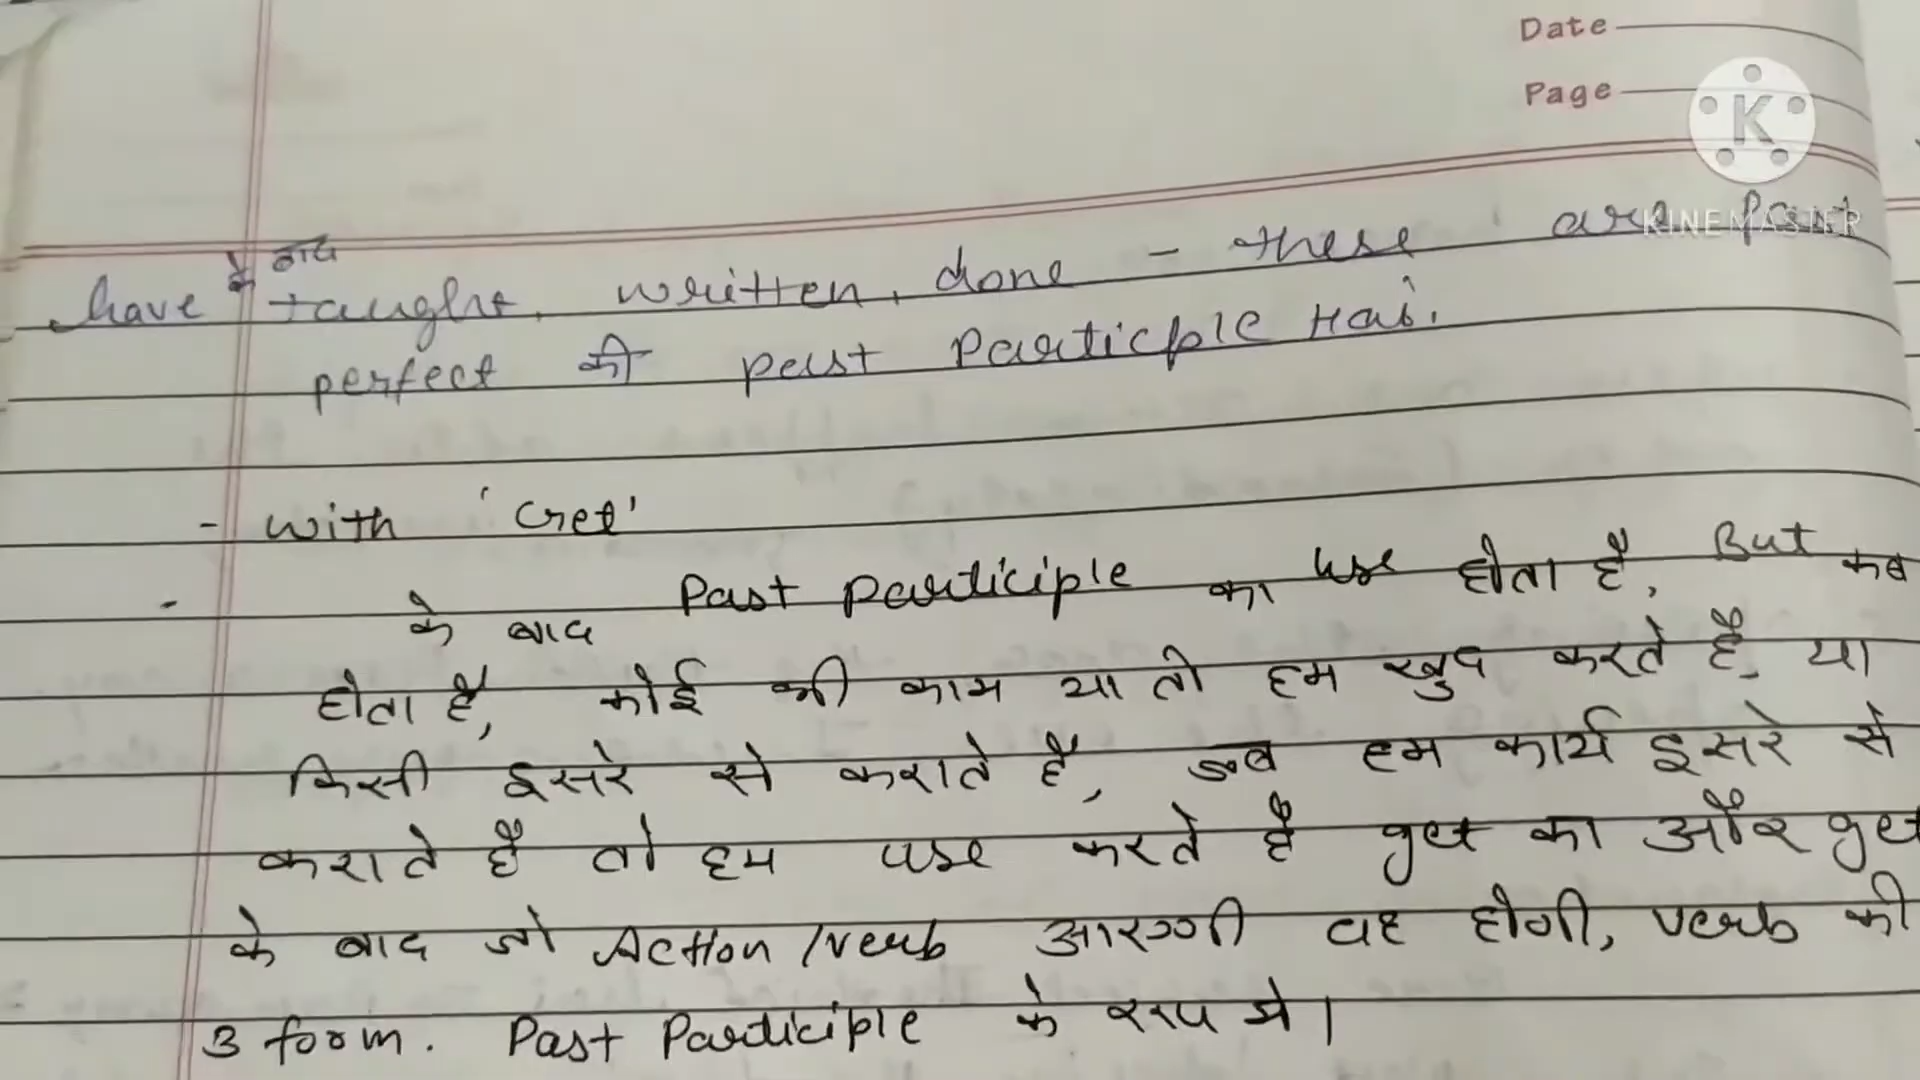 Date
Page
KINEMASTER
have के बाद taught, written, done - these are past
perfect की past Particple Hai.
- with 'Get'
- के बाद Past participle का use होता है, But कब
होता है, कोई भी काम या तो हम खुद करते है, या
किसी दुसरे से कराते है, जब हम कार्य दुसरे से
कराते है तो हम use करते है get का और get
के बाद जो Action/verb आएगी वह होगी, verb की
3 form. Past Participle के रूप मे।